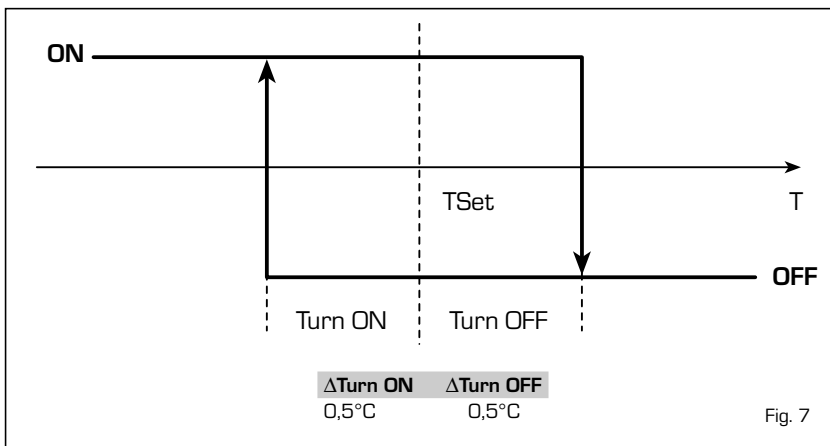 ON
TSet
T
OFF
Turn ON Turn OFF
ΔTurn ON ΔTurn OFF
0,5°C 0,5°C
Fig. 7